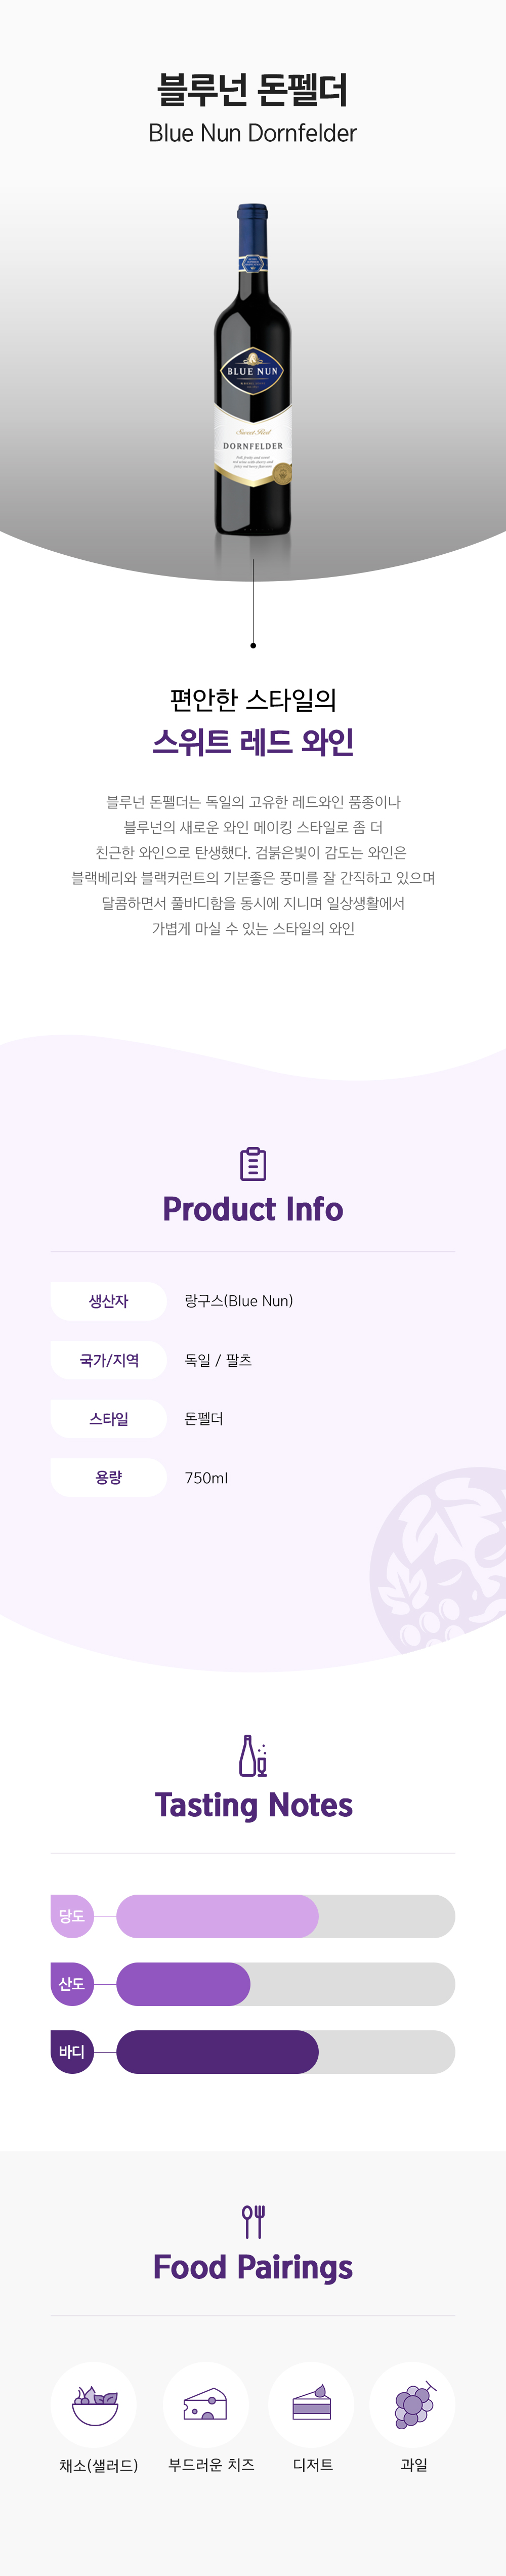 블루넌 돈펠더
Blue Nun Dornfelder
BLUE NUN
Sweet Red
DORNFELDER
편안한 스타일의
스위트 레드 와인
블루넌 돈펠더는 독일의 고유한 레드와인 품종이나
블루넌의 새로운 와인 메이킹 스타일로 좀 더
친근한 와인으로 탄생했다. 검붉은빛이 감도는 와인은
블랙베리와 블랙커런트의 기분좋은 풍미를 잘 간직하고 있으며
달콤하면서 풀바디함을 동시에 지니며 일상생활에서
가볍게 마실 수 있는 스타일의 와인
Product Info
생산자 랑구스(Blue Nun)
국가/지역 독일 / 팔츠
스타일 돈펠더
용량 750ml
Tasting Notes
당도
산도
바디
Food Pairings
채소(샐러드) 부드러운 치즈 디저트 과일